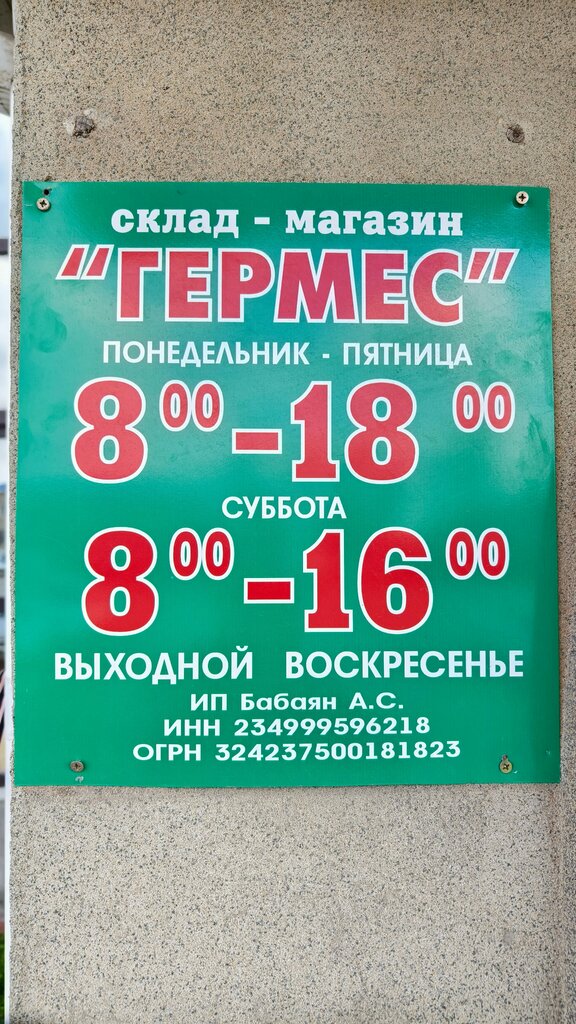 склад - магазин
"ГЕРМЕС"
ПОНЕДЕЛЬНИК - ПЯТНИЦА
8 00 - 18 00
СУББОТА
8 00 - 16 00
ВЫХОДНОЙ ВОСКРЕСЕНЬЕ
ИП Бабаян А.С.
ИНН 234999596218
ОГРН 324237500181823